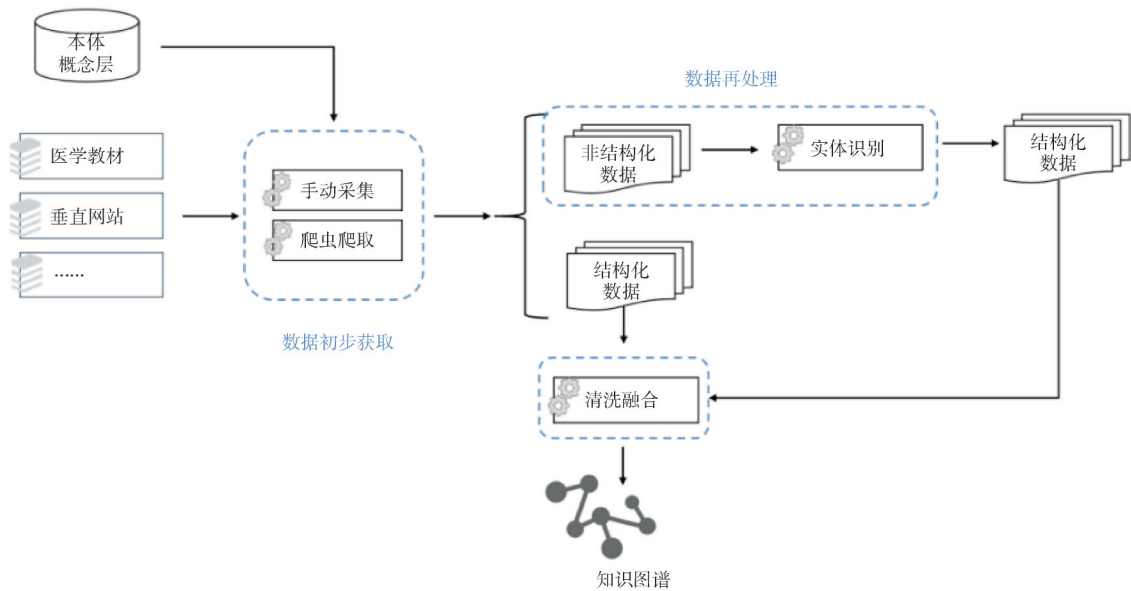 本体
概念层
数据再处理
医学教材
垂直网站
......
手动采集
爬虫爬取
数据初步获取
非结构化
数据
实体识别
结构化
数据
结构化
数据
清洗融合
知识图谱